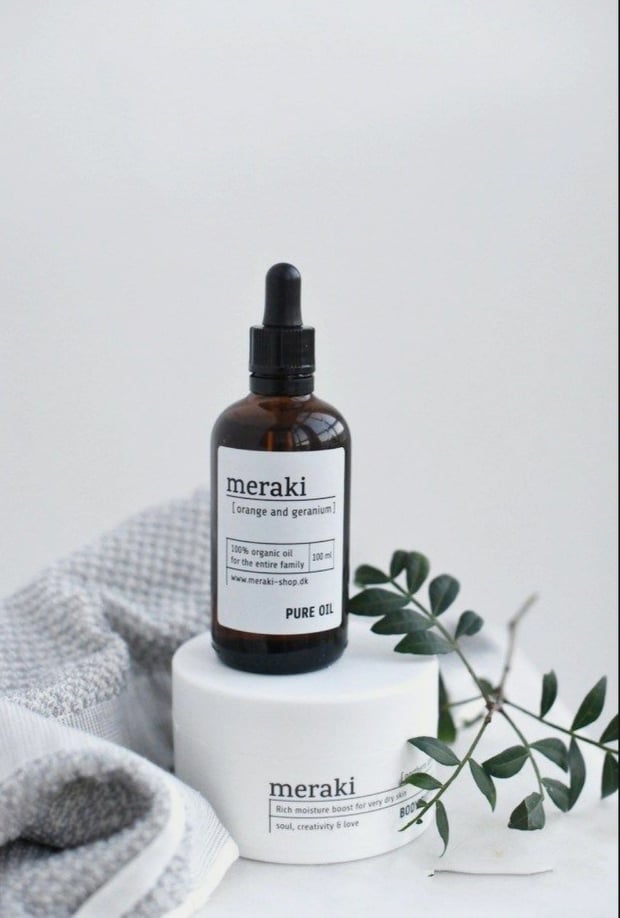 meraki
[orange and geranium]
100% organic oil
for the entire family
100 ml
www.meraki-shop.dk
PURE OIL
meraki
Rich moisture boost for very dry skin
soul, creativity & love